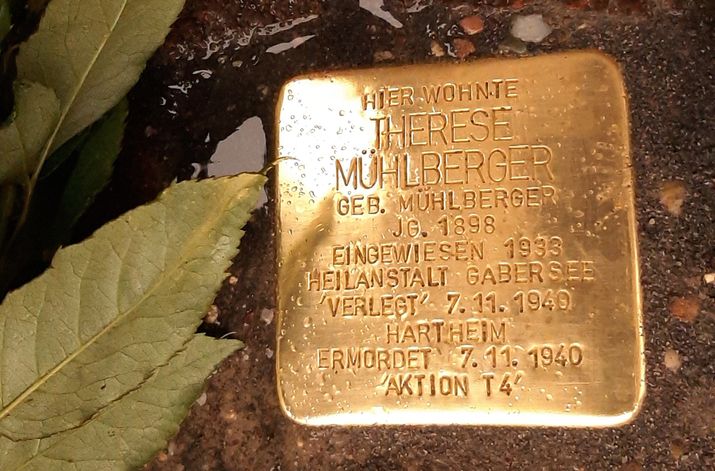 HIER WOHNTE
THERESE
MÜHLBERGER
GEB. MÜHLBERGER
JG. 1898
EINGEWIESEN 1933
HEILANSTALT GABERSEE
'VERLEGT' 7.11.1940
HARTHEIM
ERMORDET 7.11.1940
'AKTION T4'